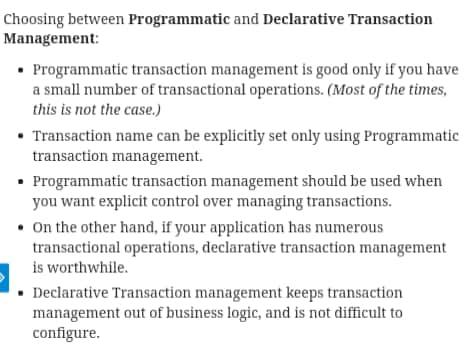 Choosing between Programmatic and Declarative Transaction
Management:
• Programmatic transaction management is good only if you have
a small number of transactional operations. (Most of the times,
this is not the case.)
• Transaction name can be explicitly set only using Programmatic
transaction management.
• Programmatic transaction management should be used when
you want explicit control over managing transactions.
• On the other hand, if your application has numerous
transactional operations, declarative transaction management
is worthwhile.
• Declarative Transaction management keeps transaction
management out of business logic, and is not difficult to
configure.